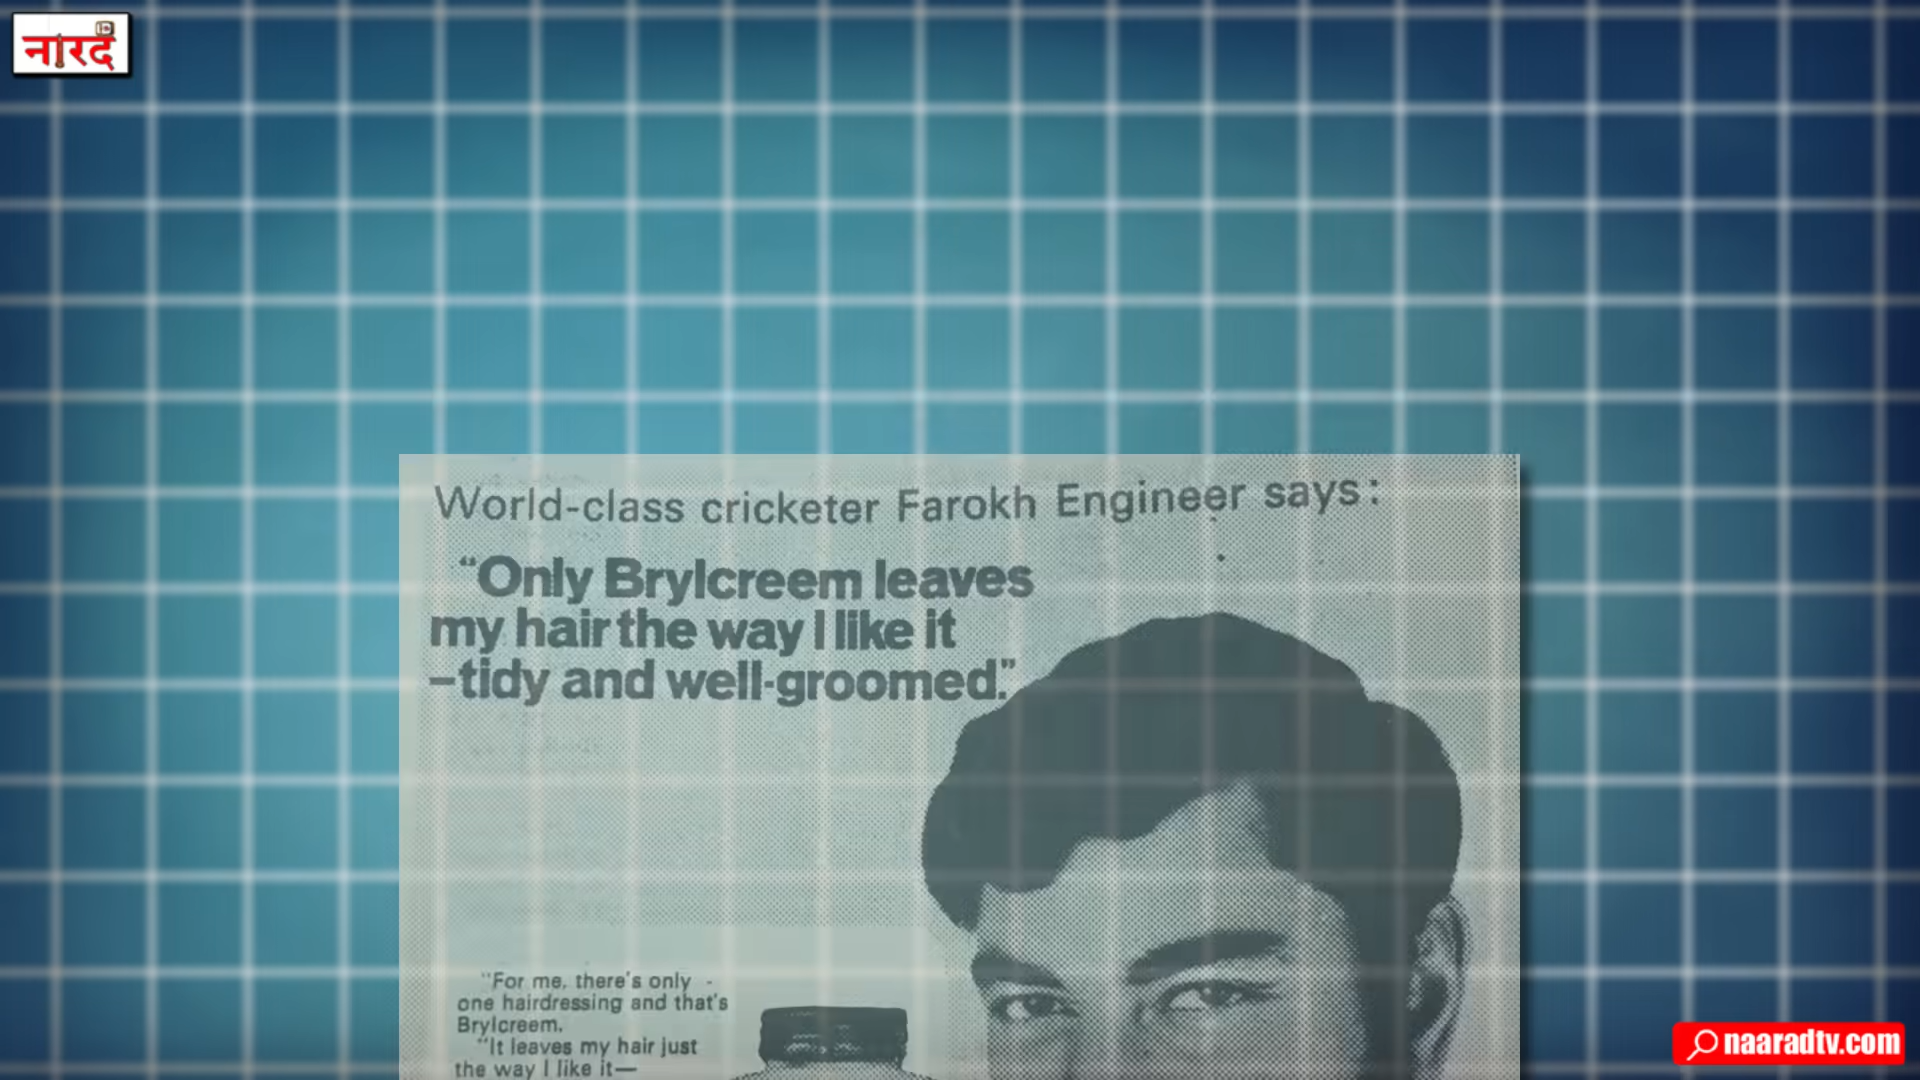 नारद
World-class cricketer Farokh Engineer says:
“Only Brylcreem leaves
my hair the way I like it
–tidy and well-groomed.”
“For me, there's only
one hairdressing and that's
Brylcreem.
“It leaves my hair just
the way I like it—
naaradtv.com